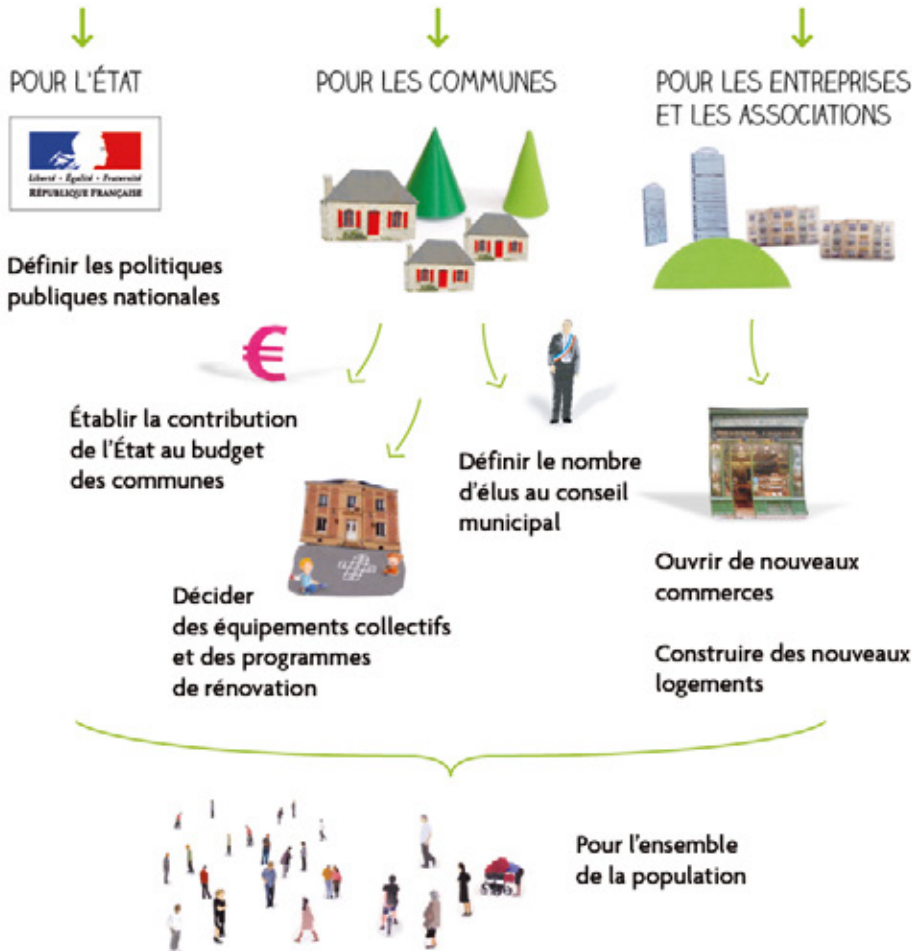 POUR L'ÉTAT
Liberté • Égalité • Fraternité
RÉPUBLIQUE FRANÇAISE
Définir les politiques
publiques nationales
POUR LES COMMUNES
€
Établir la contribution
de l'État au budget
des communes
Décider
des équipements collectifs
et des programmes
de rénovation
Définir le nombre
d'élus au conseil
municipal
POUR LES ENTREPRISES
ET LES ASSOCIATIONS
Ouvrir de nouveaux
commerces
Construire des nouveaux
logements
Pour l'ensemble
de la population